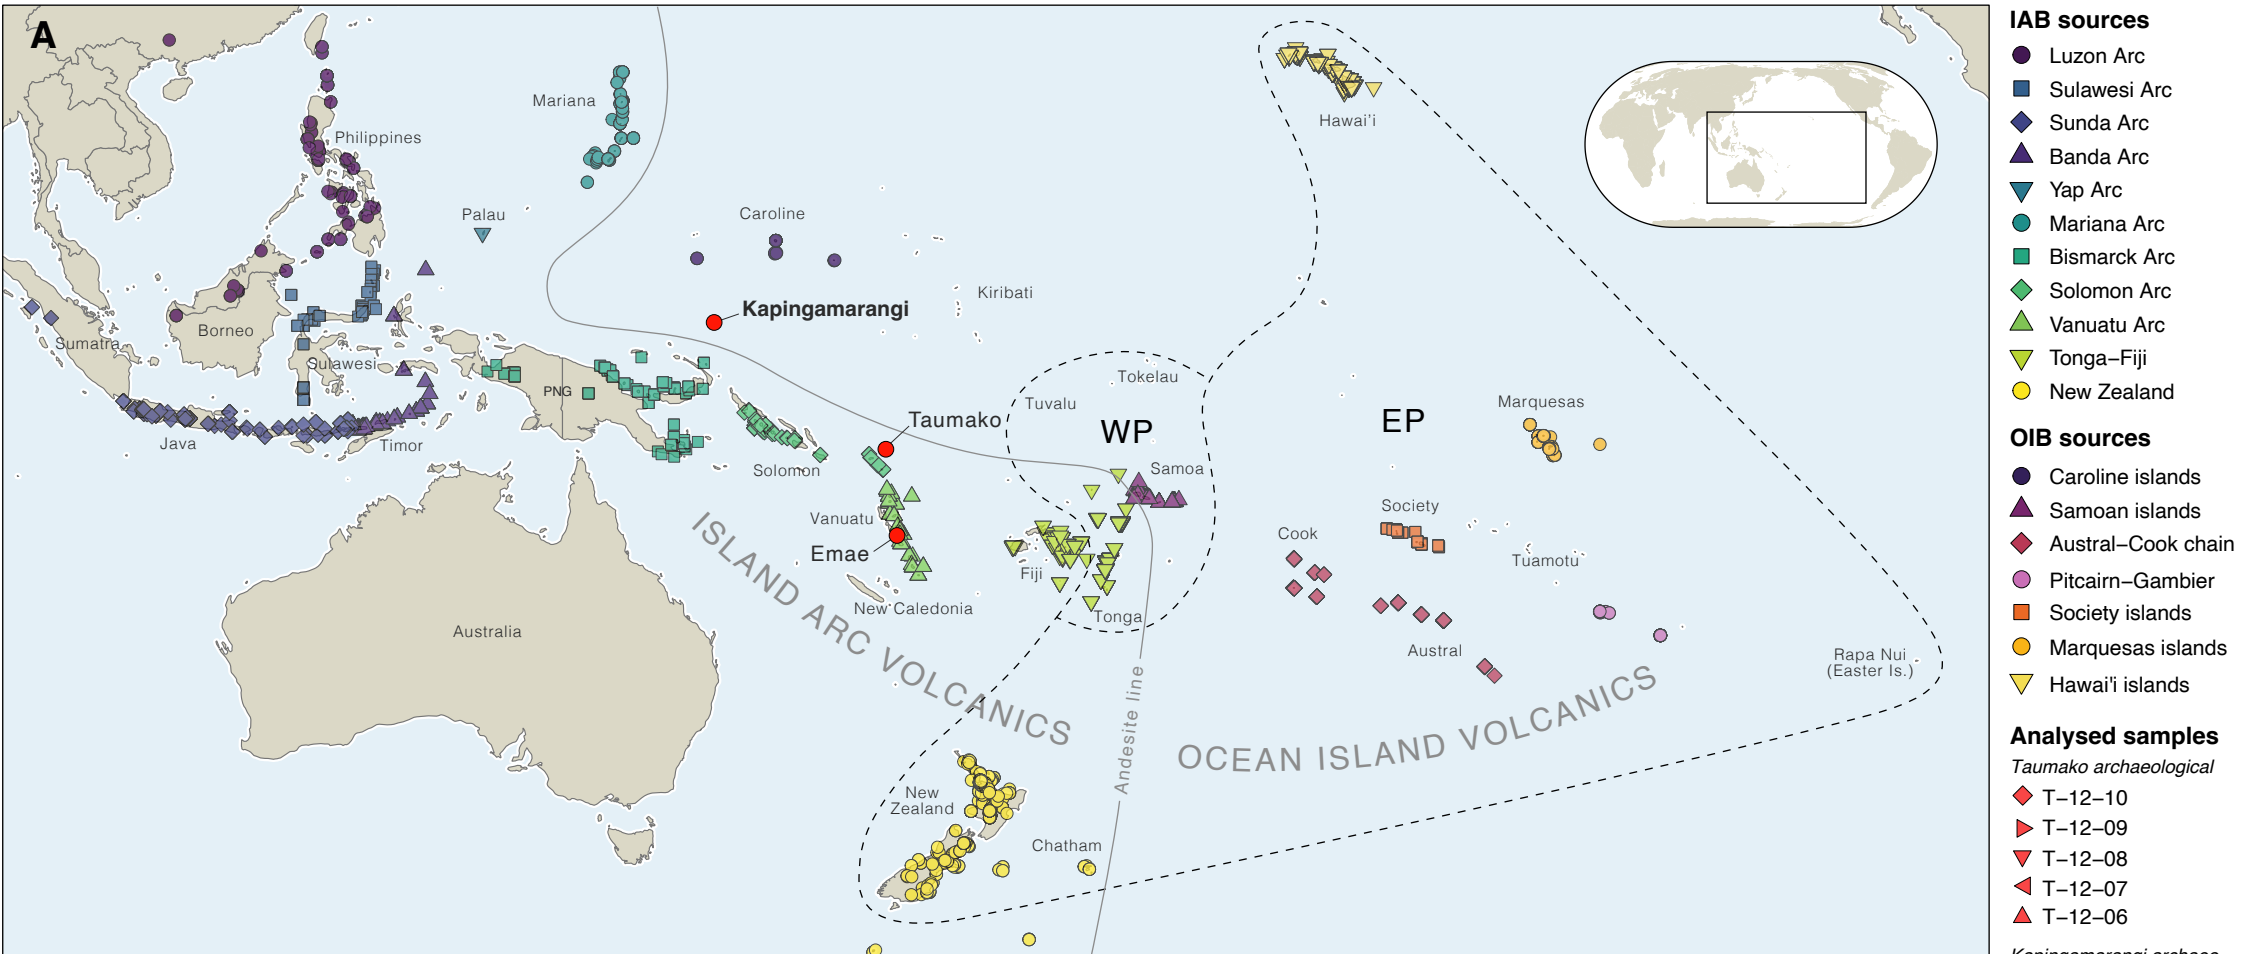 A
Mariana
Philippines
Palau
Caroline
Hawai'i
Kiribati
Kapingamarangi
Borneo
Sumatra
Sulawesi
PNG
Java
Timor
Taumako
Solomon
Tokelau
Tuvalu
WP
EP
Samoa
Marquesas
Vanuatu
Emae
Fiji
Tonga
New Caledonia
Society
Cook
Tuamotu
Austral
Rapa Nui
(Easter Is.)
Australia
ISLAND ARC VOLCANICS
OCEAN ISLAND VOLCANICS
Andesite line
New
Zealand
Chatham
IAB sources
Luzon Arc
Sulawesi Arc
Sunda Arc
Banda Arc
Yap Arc
Mariana Arc
Bismarck Arc
Solomon Arc
Vanuatu Arc
Tonga−Fiji
New Zealand
OIB sources
Caroline islands
Samoan islands
Austral−Cook chain
Pitcairn−Gambier
Society islands
Marquesas islands
Hawai'i islands
Analysed samples
Taumako archaeological
T−12−10
T−12−09
T−12−08
T−12−07
T−12−06